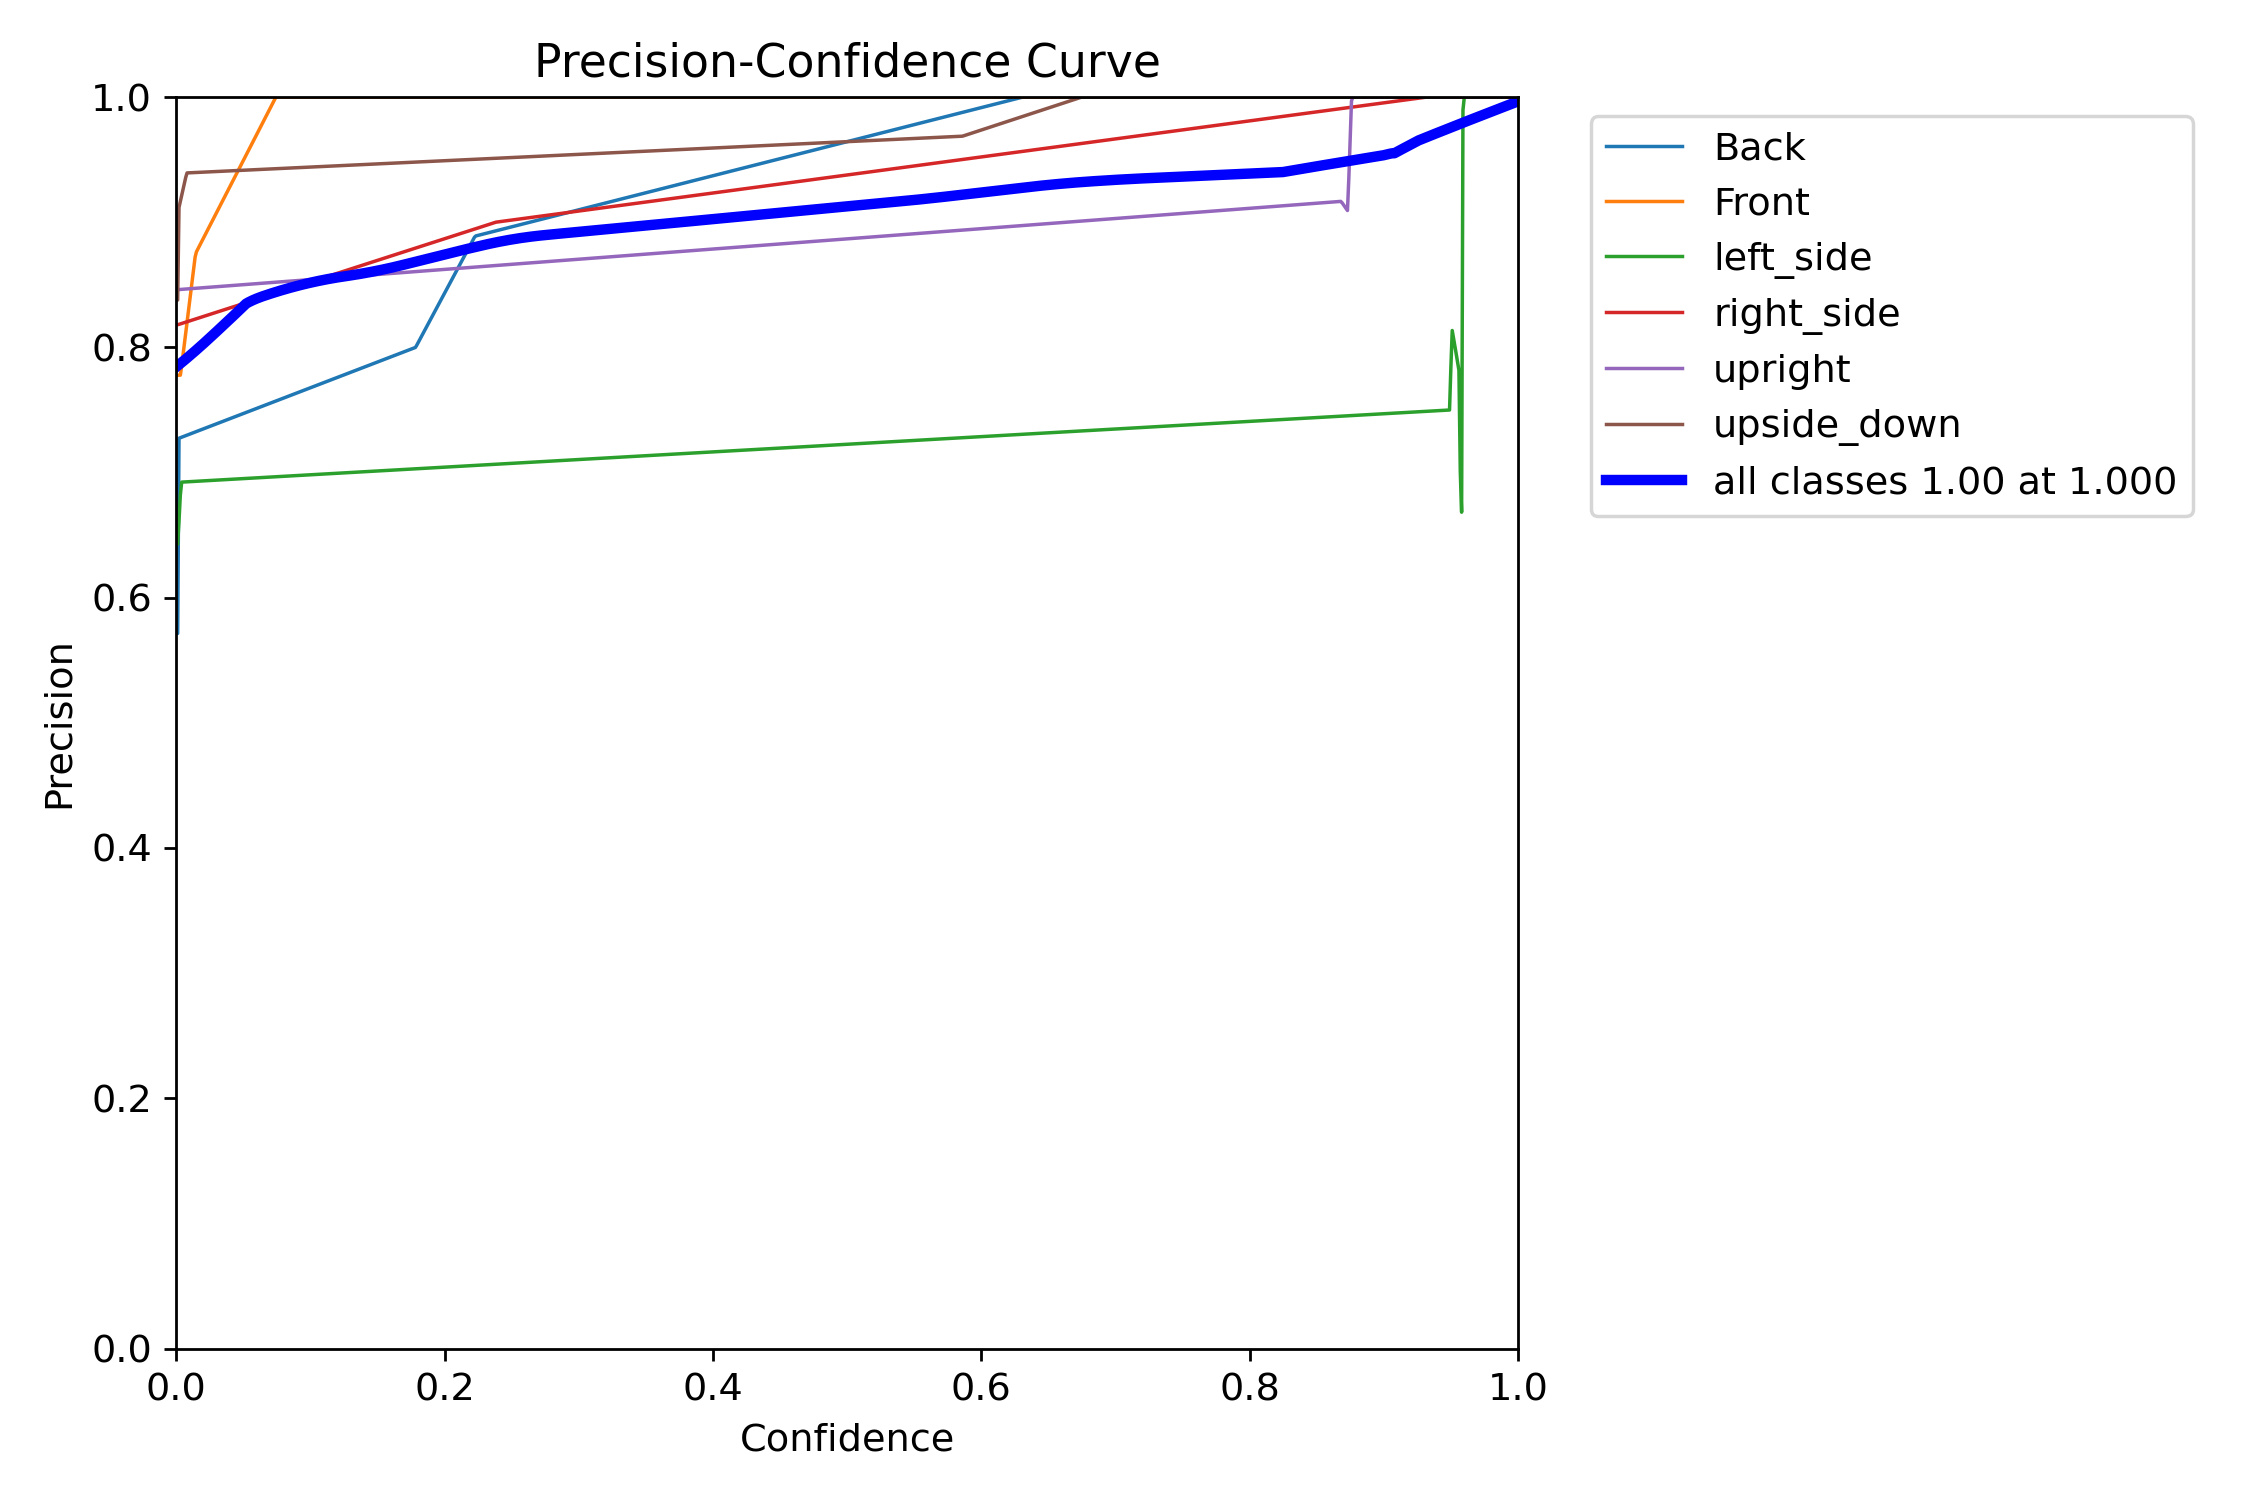 Precision-Confidence Curve
1.0
0.8
0.6
0.4
0.2
0.0
Precision
0.0 0.2 0.4 0.6 0.8 1.0
Confidence
Back
Front
left_side
right_side
upright
upside_down
all classes 1.00 at 1.000